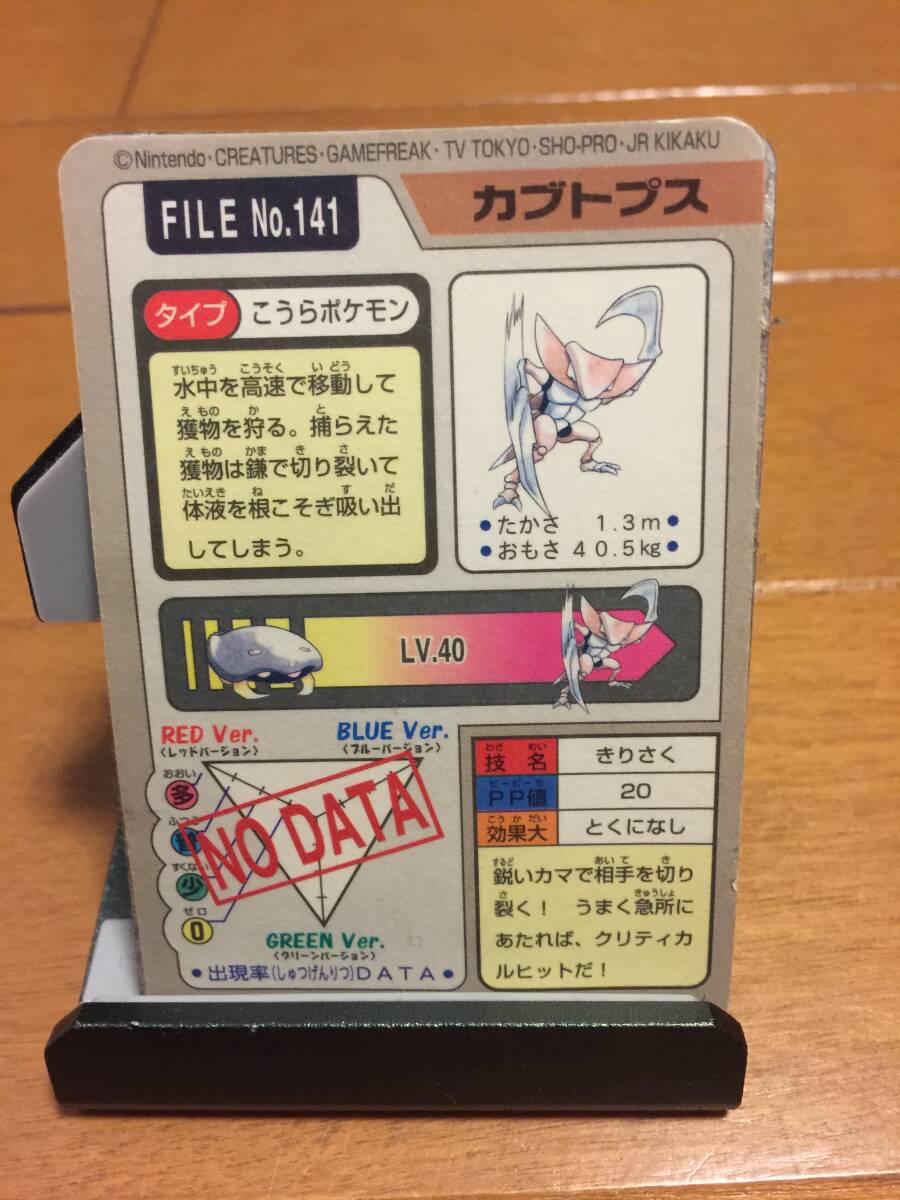 ©Nintendo・CREATURES・GAMEFREAK・TV TOKYO・SHO-PRO・JR KIKAKU
FILE No.141
カブトプス
タイプ こうらポケモン
すいちゅう こうそく いどう
水中を高速で移動して
えもの か と
獲物を狩る。捕らえた
えもの かま き さ
獲物は鎌で切り裂いて
たいえき ね す だ
体液を根こそぎ吸い出
してしまう。
●たかさ 1.3m●
●おもさ 40.5kg●
LV.40
RED Ver.
〈レッドバージョン〉
BLUE Ver.
〈ブルーバージョン〉
おおい
多
ふつう
すくない
少
ゼロ
0
NO DATA
GREEN Ver.
〈グリーンバージョン〉
●出現率(しゅつげんりつ)DATA●
わざ めい
技名 きりさく
ピーピーち
PP値 20
こうかだい
効果大 とくになし
するど あいて き
鋭いカマで相手を切り
さ きゅうしょ
裂く! うまく急所に
あたれば、クリティカ
ルヒットだ!